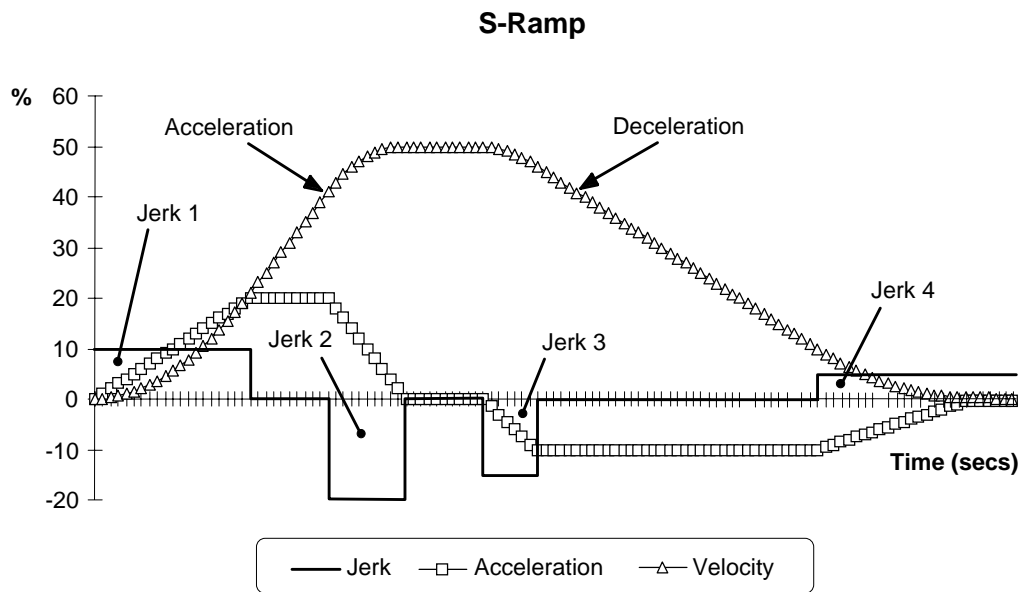 S-Ramp
%
60
50
40
30
20
10
0
-10
-20
Acceleration
Deceleration
Jerk 1
Jerk 2
Jerk 3
Jerk 4
Time (secs)
Jerk Acceleration Velocity